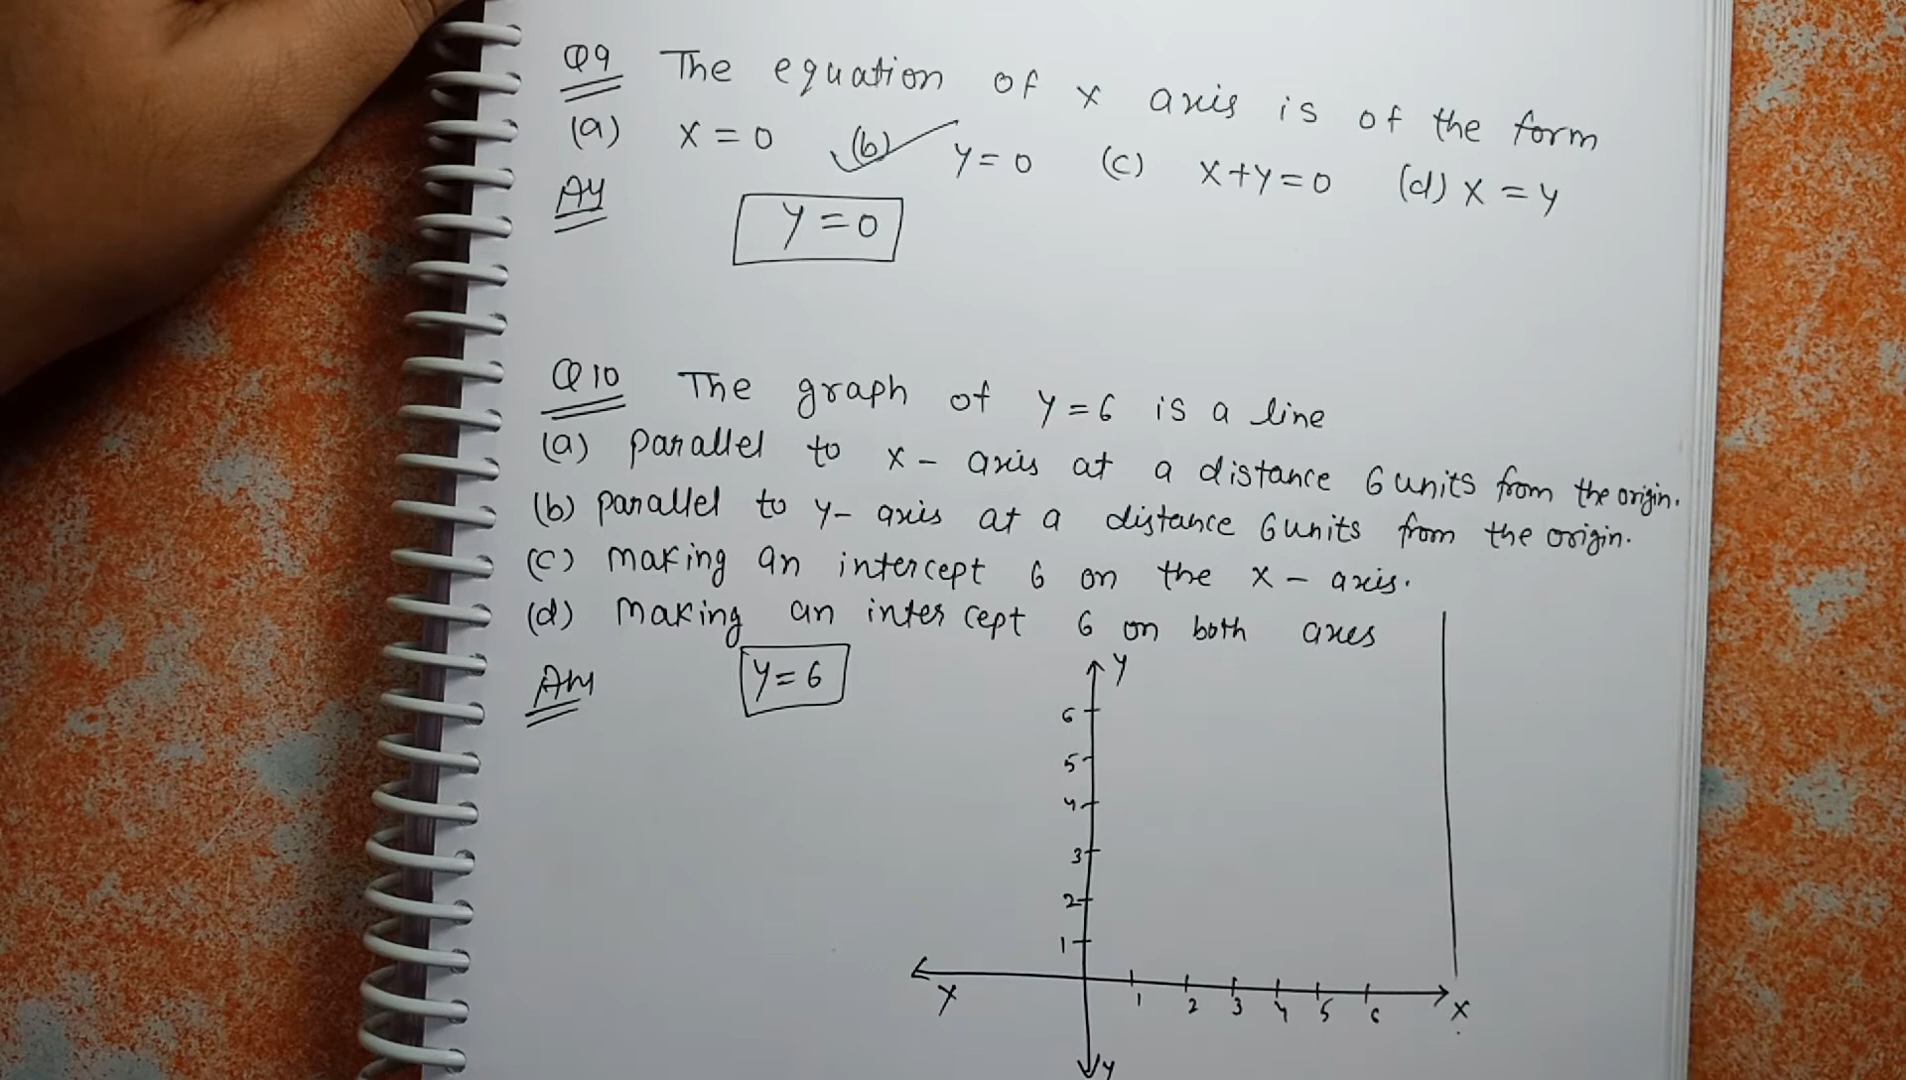 Q9 The equation of x axis is of the form
(a) x = 0 (b) y = 0 (c) x+y=0 (d) x = y
y = 0
Q10 The graph of y = 6 is a line
(a) parallel to x - axis at a distance 6 units from the origin.
(b) parallel to y - axis at a distance 6 units from the origin.
(c) making an intercept 6 on the x - axis.
(d) making an intercept 6 on both axes
Ans y = 6
y
6
5
4
3
2
1
x 1 2 3 4 5 6 x
y